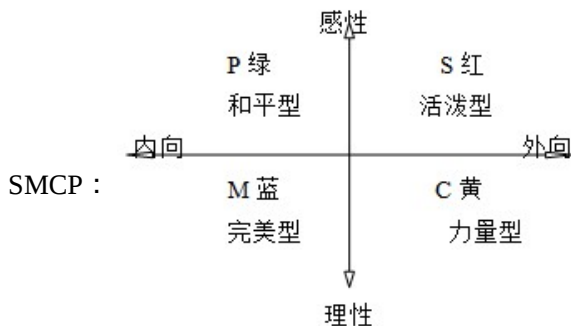 感性
P 绿 S 红
和平型 活泼型
内向 外向
SMCP：
M 蓝 C 黄
完美型 力量型
理性